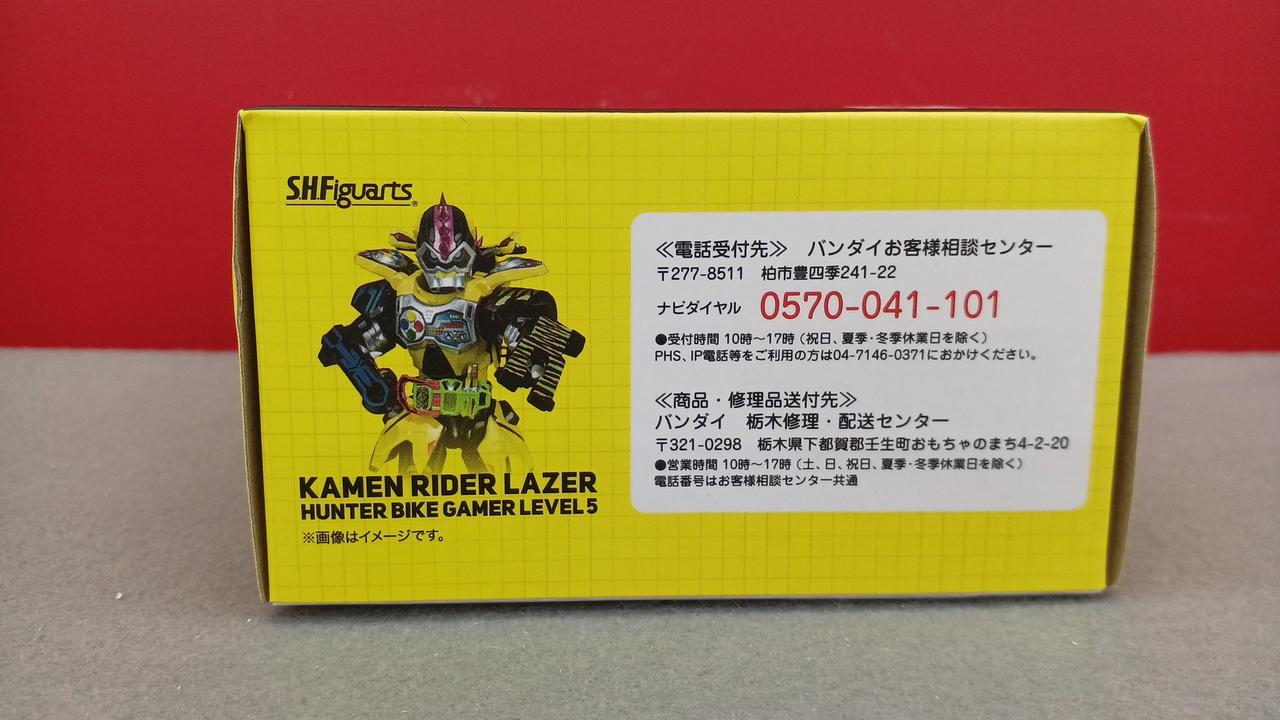 S.H.Figuarts®
KAMEN RIDER LAZER
HUNTER BIKE GAMER LEVEL5
※画像はイメージです。
≪電話受付先≫ バンダイお客様相談センター
〒277-8511 柏市豊四季241-22
ナビダイヤル 0570-041-101
●受付時間 10時～17時（祝日、夏季・冬季休業日を除く）
PHS、IP電話等をご利用の方は04-7146-0371におかけください。
≪商品・修理品送付先≫
バンダイ 栃木修理・配送センター
〒321-0298 栃木県下都賀郡壬生町おもちゃのまち4-2-20
●営業時間 10時～17時（土、日、祝日、夏季・冬季休業日を除く）
電話番号はお客様相談センター共通